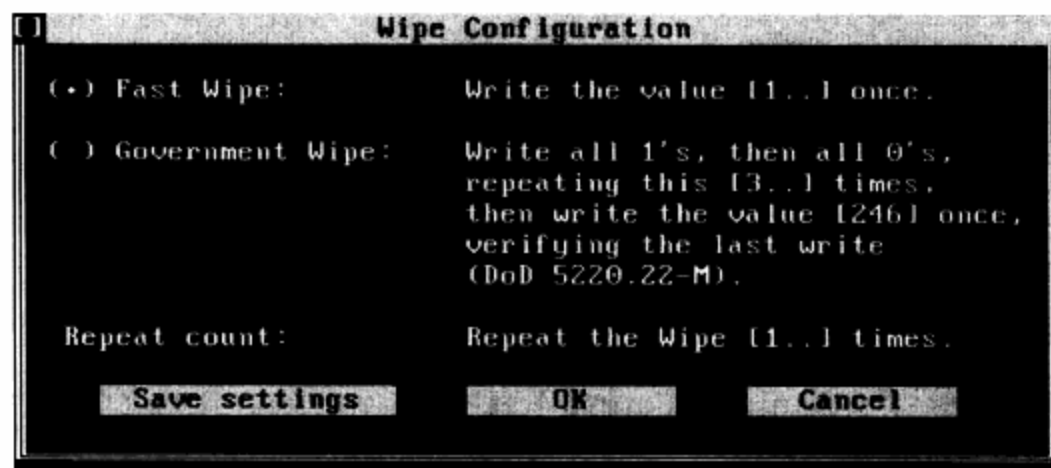 [ ] Wipe Configuration
(•) Fast Wipe: Write the value [1..] once.
( ) Government Wipe: Write all 1's, then all 0's,
repeating this [3..] times,
then write the value [246] once,
verifying the last write
(DoD 5220.22-M).
Repeat count: Repeat the Wipe [1..] times.
Save settings OK Cancel